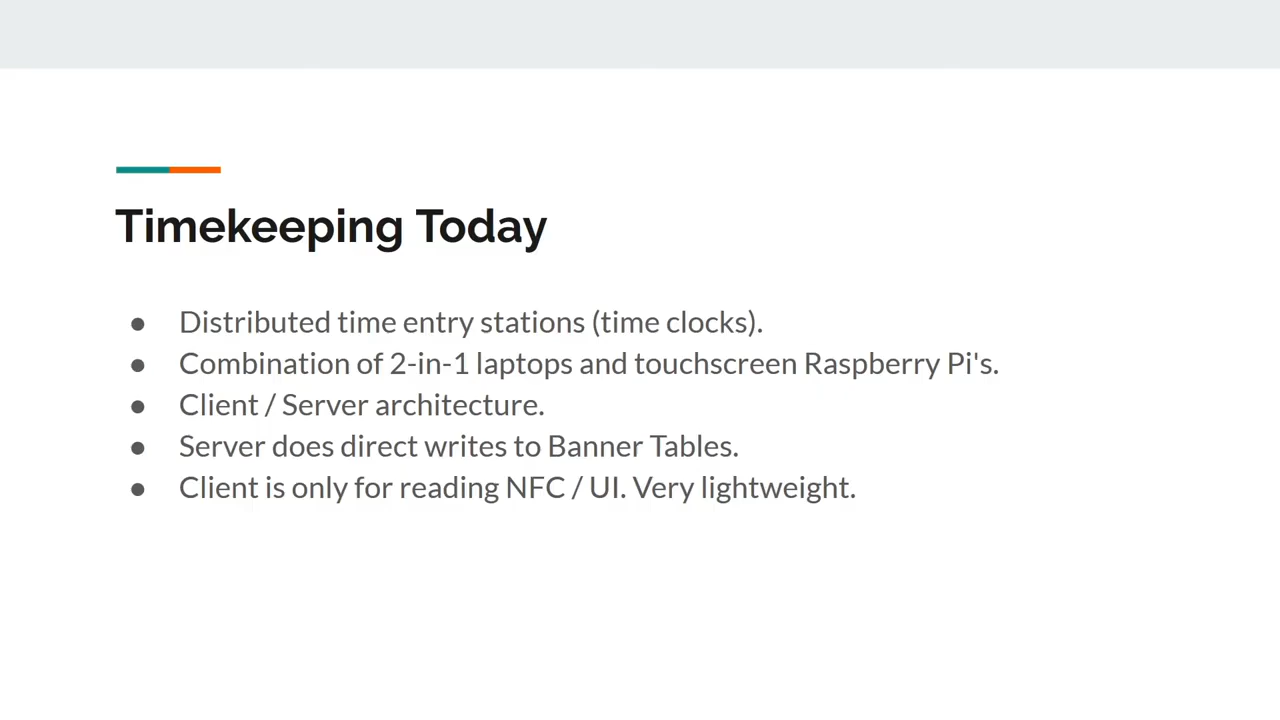 Timekeeping Today
● Distributed time entry stations (time clocks).
● Combination of 2-in-1 laptops and touchscreen Raspberry Pi's.
● Client / Server architecture.
● Server does direct writes to Banner Tables.
● Client is only for reading NFC / UI. Very lightweight.